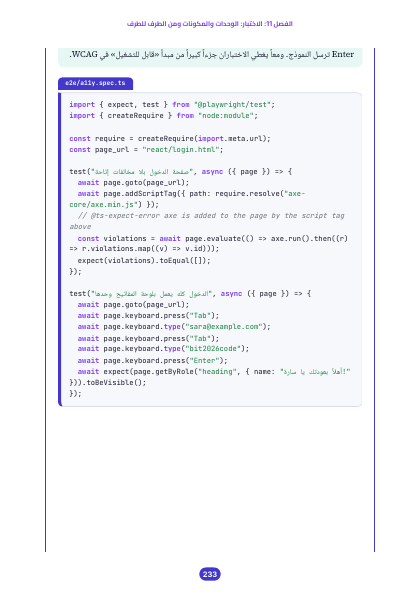 الفصل 11: الاختبار: الوحدات والمكونات ومن الطرف للطرف
Enter ترسل النموذج. ومعاً يغطي الاختباران جزءاً كبيراً من مبدأ «قابل للتشغيل» في WCAG.
e2e/a11y.spec.ts
import { expect, test } from "@playwright/test";
import { createRequire } from "node:module";
const require = createRequire(import.meta.url);
const page_url = "react/login.html";
test("صفحة الدخول بلا مخالفات إتاحة", async ({ page }) => {
await page.goto(page_url);
await page.addScriptTag({ path: require.resolve("axe-
core/axe.min.js") });
// @ts-expect-error axe is added to the page by the script tag
above
const violations = await page.evaluate(() => axe.run().then((r)
=> r.violations.map((v) => v.id)));
expect(violations).toEqual([]);
});
test("الدخول كله يعمل بلوحة المفاتيح وحدها", async ({ page }) => {
await page.goto(page_url);
await page.keyboard.press("Tab");
await page.keyboard.type("sara@example.com");
await page.keyboard.press("Tab");
await page.keyboard.type("bit2026code");
await page.keyboard.press("Enter");
await expect(page.getByRole("heading", { name: "أهلاً بعودتك يا سارة!"
})).toBeVisible();
});
233